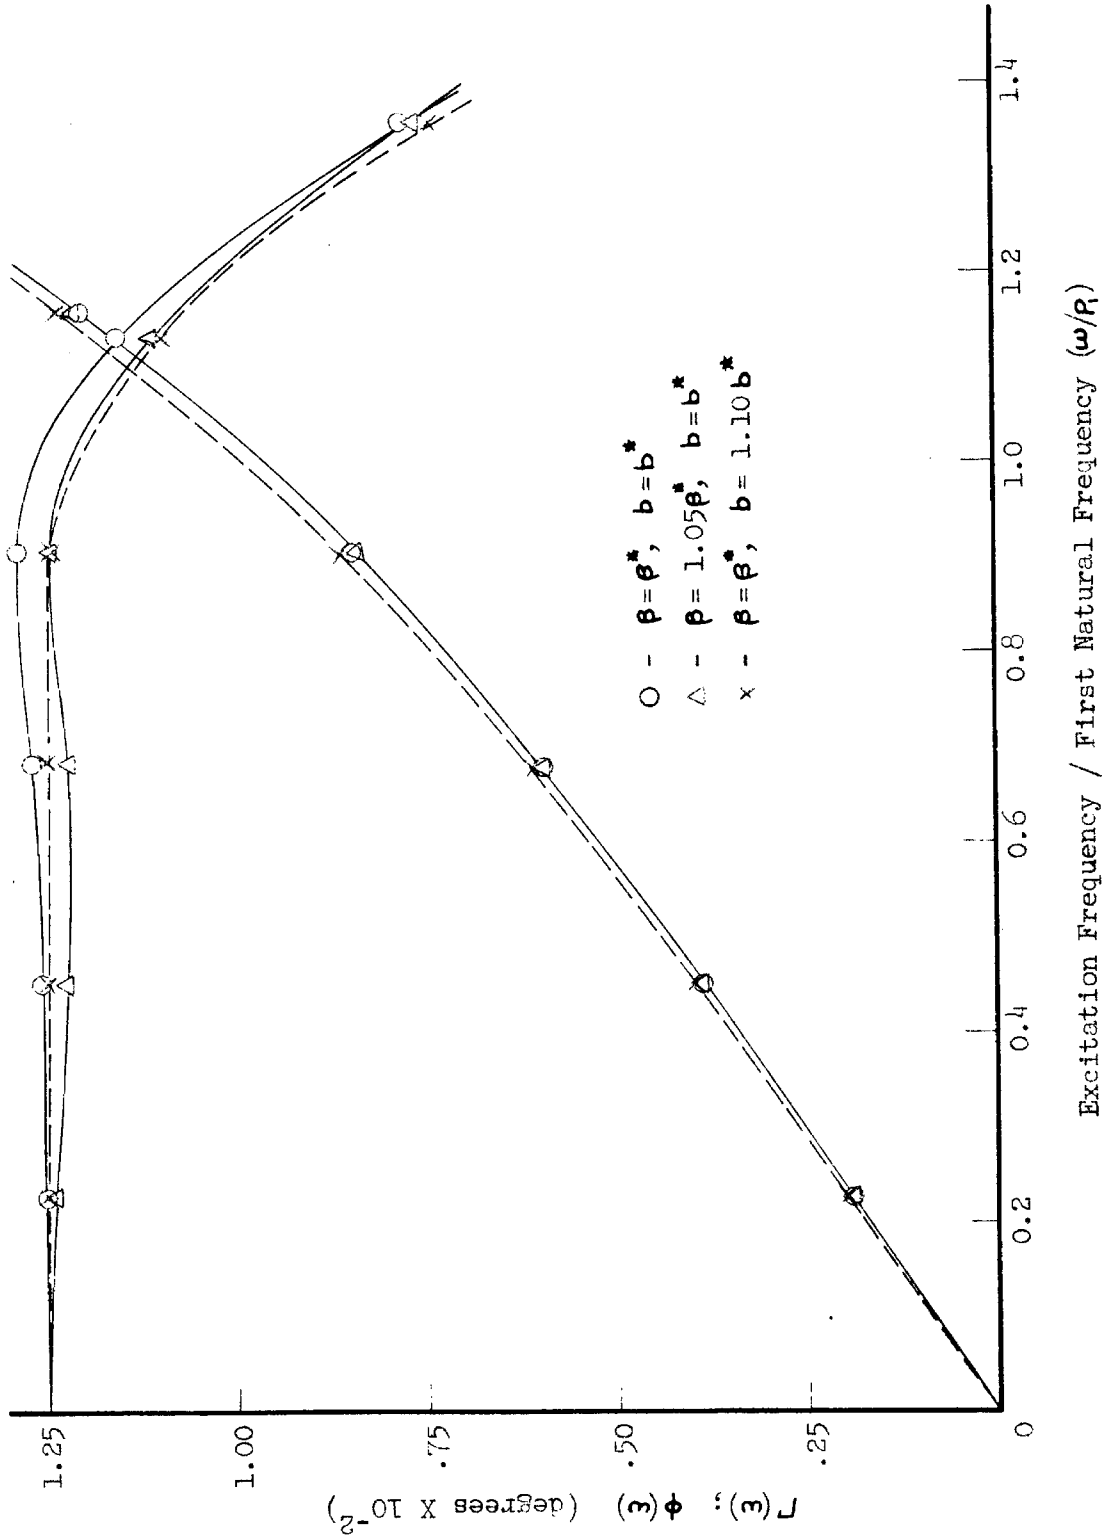 Γ(ω); ϕ(ω) (degrees X 10⁻²)
1.25
1.00
.75
.50
.25
0
0.2
0.4
0.6
0.8
1.0
1.2
1.4
O - β=β*, b=b*
△ - β=1.05β*, b=b*
x - β=β*, b=1.10b*
Excitation Frequency / First Natural Frequency (ω/p₁)